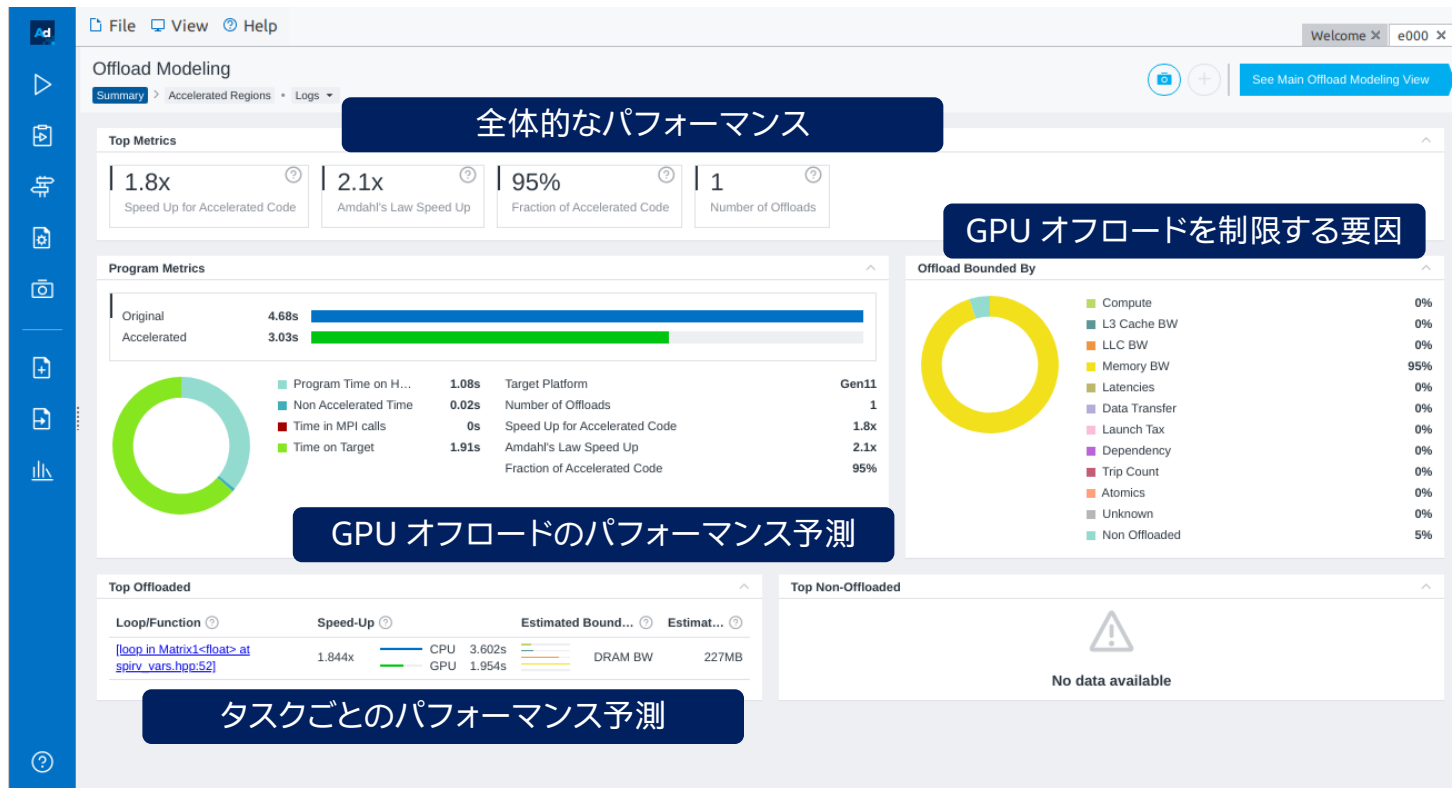 Ad
File View Help
Welcome × e000 ×
Offload Modeling
See Main Offload Modeling View
Summary > Accelerated Regions • Logs
全体的なパフォーマンス
Top Metrics
1.8x
Speed Up for Accelerated Code
2.1x
Amdahl's Law Speed Up
95%
Fraction of Accelerated Code
1
Number of Offloads
GPU オフロードを制限する要因
Program Metrics
Original 4.68s
Accelerated 3.03s
Program Time on H... 1.08s
Non Accelerated Time 0.02s
Time in MPI calls 0s
Time on Target 1.91s
Target Platform Gen11
Number of Offloads 1
Speed Up for Accelerated Code 1.8x
Amdahl's Law Speed Up 2.1x
Fraction of Accelerated Code 95%
GPU オフロードのパフォーマンス予測
Offload Bounded By
Compute 0%
L3 Cache BW 0%
LLC BW 0%
Memory BW 95%
Latencies 0%
Data Transfer 0%
Launch Tax 0%
Dependency 0%
Trip Count 0%
Atomics 0%
Unknown 0%
Non Offloaded 5%
Top Offloaded
Loop/Function Speed-Up Estimated Bound... Estimat...
[loop in Matrix1<float> at
spirv_vars.hpp:52]
1.844x
CPU 3.602s
GPU 1.954s
DRAM BW 227MB
タスクごとのパフォーマンス予測
Top Non-Offloaded
No data available